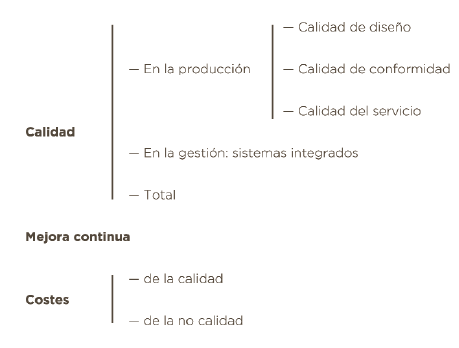 — Calidad de diseño
— En la producción
— Calidad de conformidad
— Calidad del servicio
Calidad
— En la gestión: sistemas integrados
— Total
Mejora continua
— de la calidad
Costes
— de la no calidad